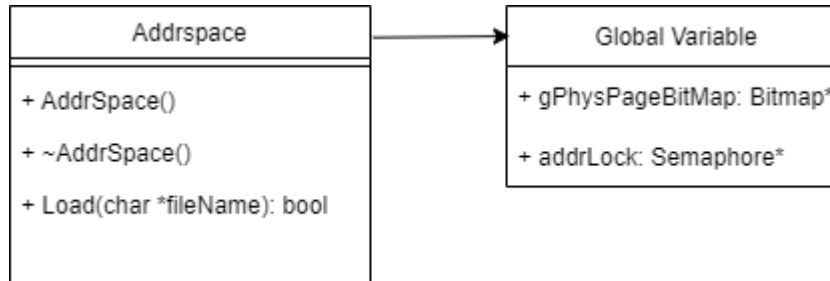 Addrspace
+ AddrSpace()
+ ~AddrSpace()
+ Load(char *fileName): bool
Global Variable
+ gPhysPageBitMap: Bitmap*
+ addrLock: Semaphore*